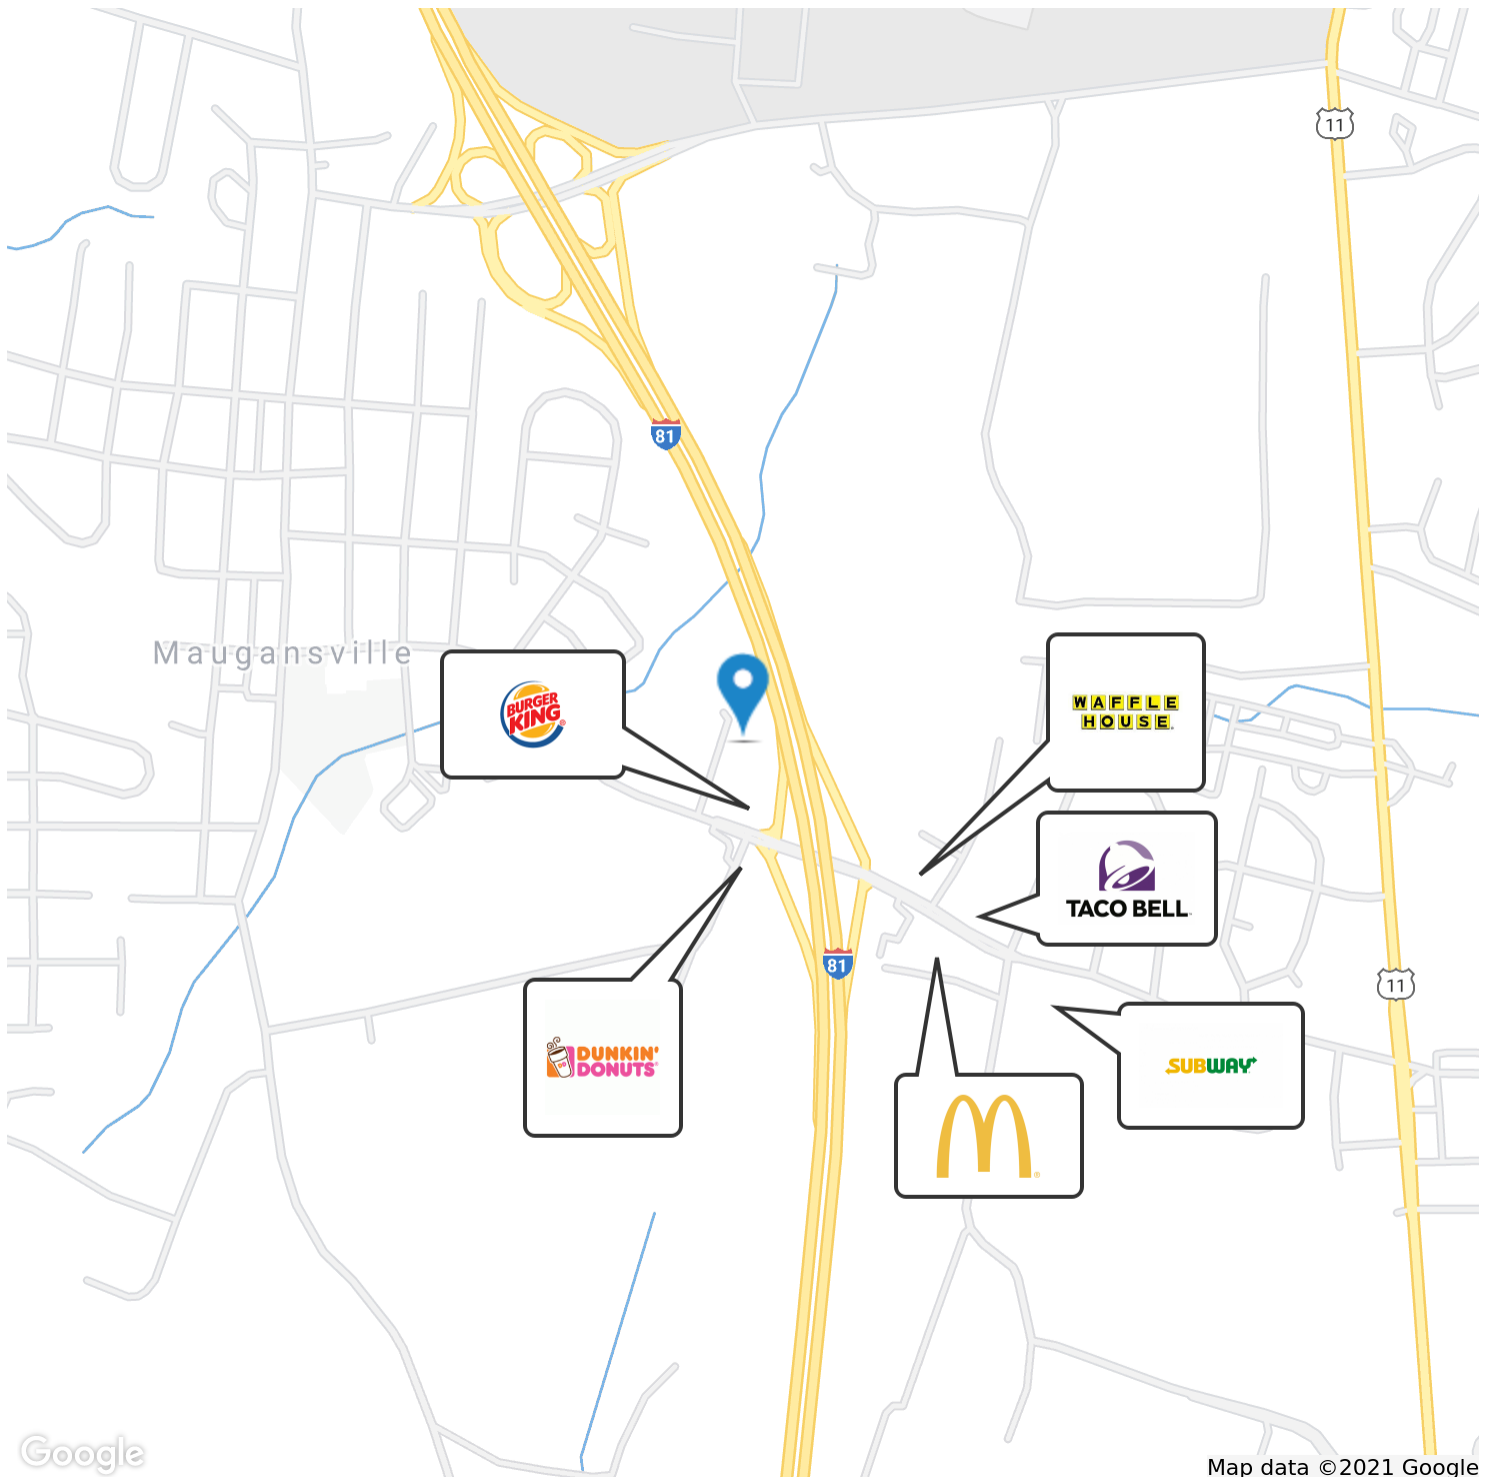 11
81
Maugansville
BURGER
KING®
WAFFLE
HOUSE
TACO BELL
81
11
DUNKIN'
DONUTS
SUBWAY
Google
Map data ©2021 Google